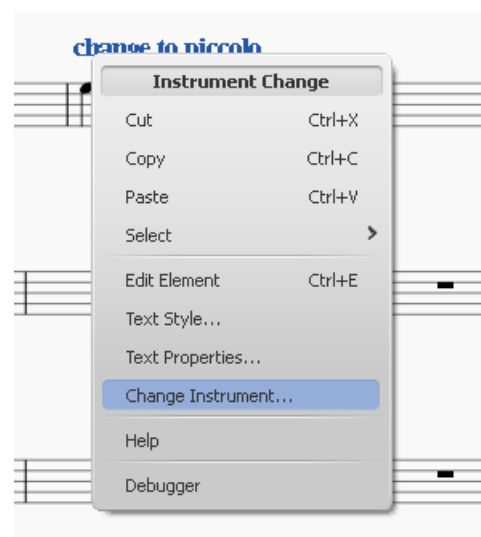 change to piccolo
Instrument Change
Cut Ctrl+X
Copy Ctrl+C
Paste Ctrl+V
Select
Edit Element Ctrl+E
Text Style...
Text Properties...
Change Instrument...
Help
Debugger